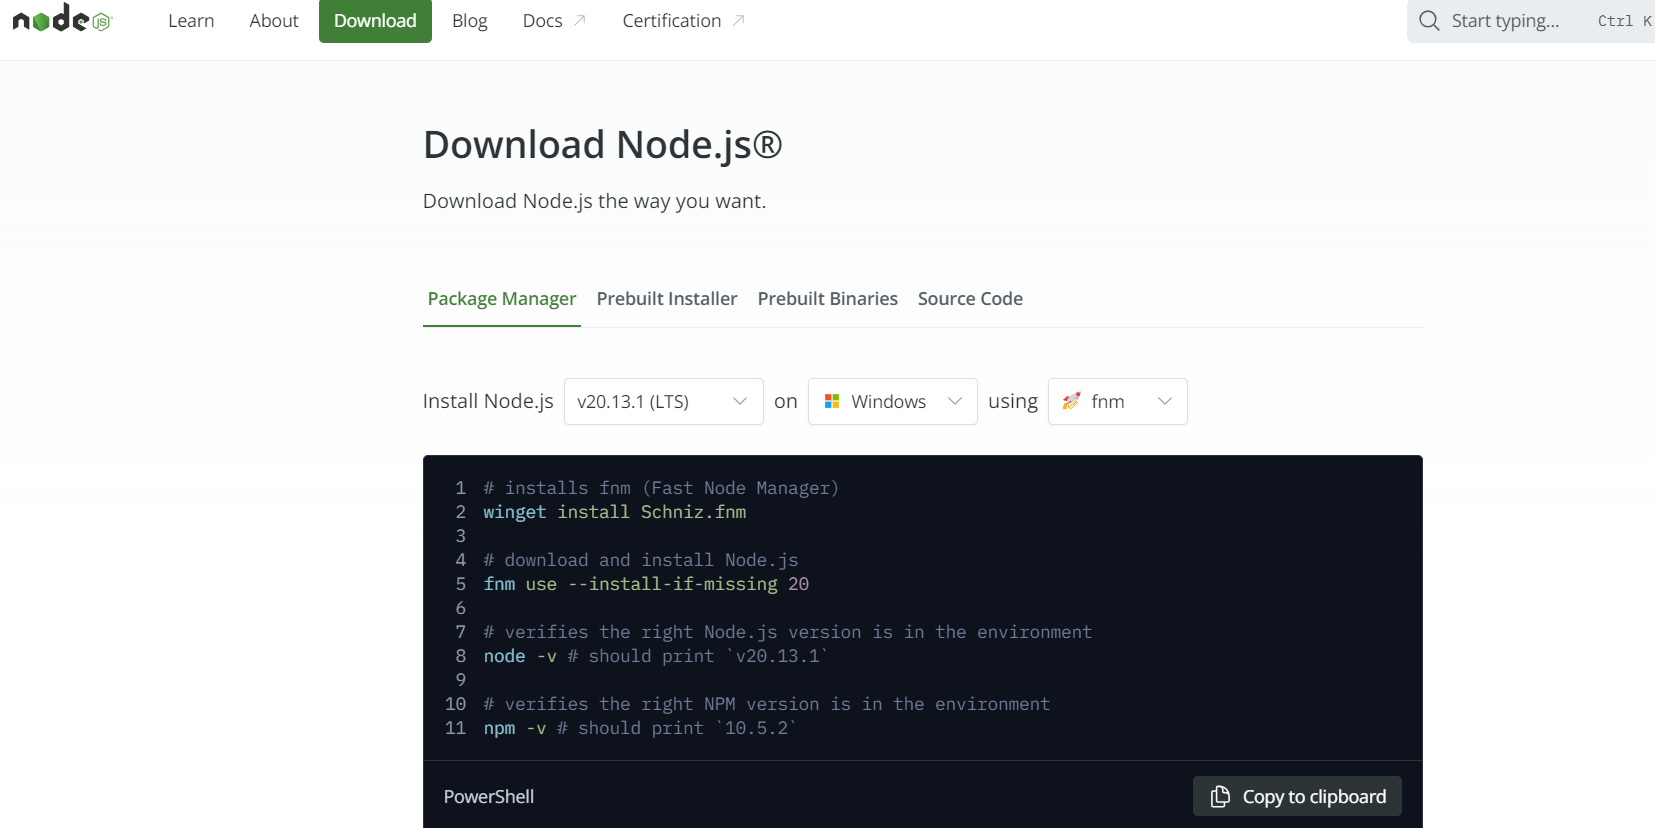 node JS
Learn About Download Blog Docs Certification Start typing... Ctrl K
Download Node.js®
Download Node.js the way you want.
Package Manager Prebuilt Installer Prebuilt Binaries Source Code
Install Node.js v20.13.1 (LTS) on Windows using fnm
1 # installs fnm (Fast Node Manager)
2 winget install Schniz.fnm
3
4 # download and install Node.js
5 fnm use --install-if-missing 20
6
7 # verifies the right Node.js version is in the environment
8 node -v # should print `v20.13.1`
9
10 # verifies the right NPM version is in the environment
11 npm -v # should print `10.5.2`
PowerShell Copy to clipboard